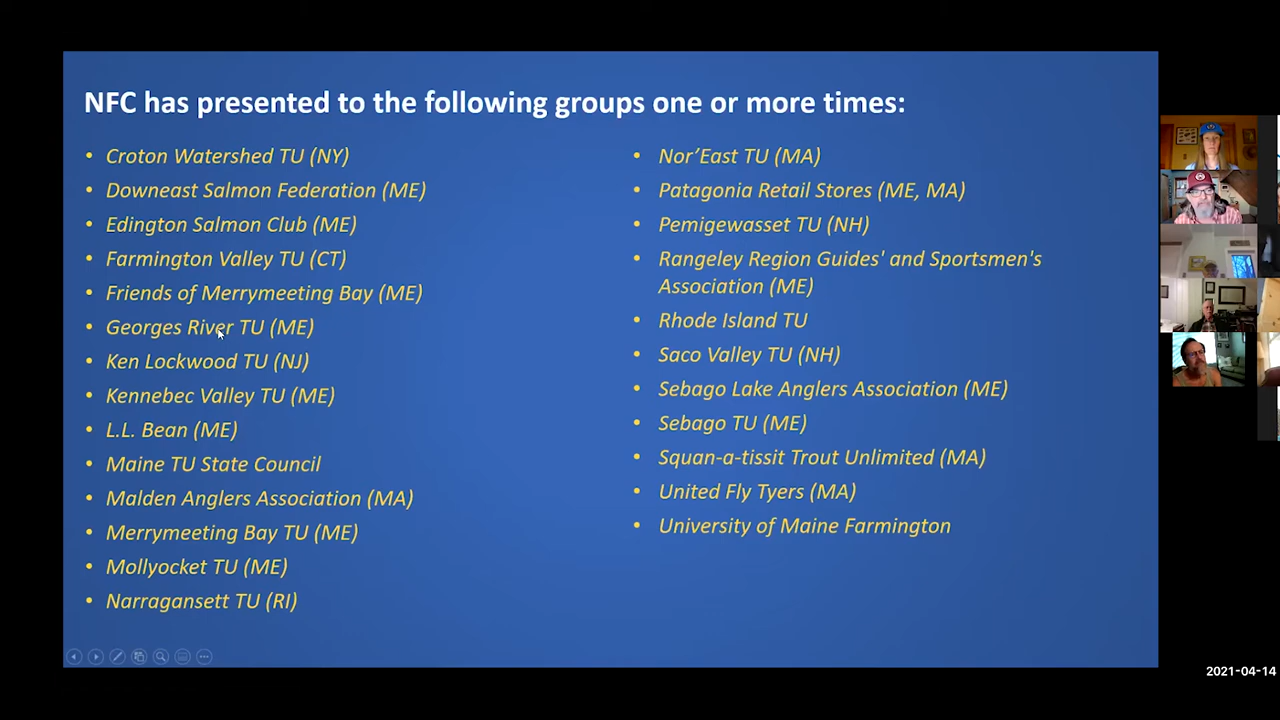 NFC has presented to the following groups one or more times:
• Croton Watershed TU (NY)
• Downeast Salmon Federation (ME)
• Edington Salmon Club (ME)
• Farmington Valley TU (CT)
• Friends of Merrymeeting Bay (ME)
• Georges River TU (ME)
• Ken Lockwood TU (NJ)
• Kennebec Valley TU (ME)
• L.L. Bean (ME)
• Maine TU State Council
• Malden Anglers Association (MA)
• Merrymeeting Bay TU (ME)
• Mollyocket TU (ME)
• Narragansett TU (RI)
• Nor’East TU (MA)
• Patagonia Retail Stores (ME, MA)
• Pemigewasset TU (NH)
• Rangeley Region Guides' and Sportsmen's
Association (ME)
• Rhode Island TU
• Saco Valley TU (NH)
• Sebago Lake Anglers Association (ME)
• Sebago TU (ME)
• Squan-a-tissit Trout Unlimited (MA)
• United Fly Tyers (MA)
• University of Maine Farmington
2021-04-14